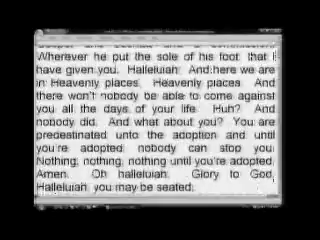 Wherever he put the sole of his foot that I
have given you. Halleluiah. And here we are
in Heavenly places. Heavenly places. And
there won't nobody be able to come against
you all the days of your life. Huh? And
nobody did. And what about you? You are
predestinated unto the adoption and until
you're adopted nobody can stop you.
Nothing, nothing, nothing until you're adopted.
Amen. Oh halleluiah. Glory to God,
Halleluiah you may be seated.